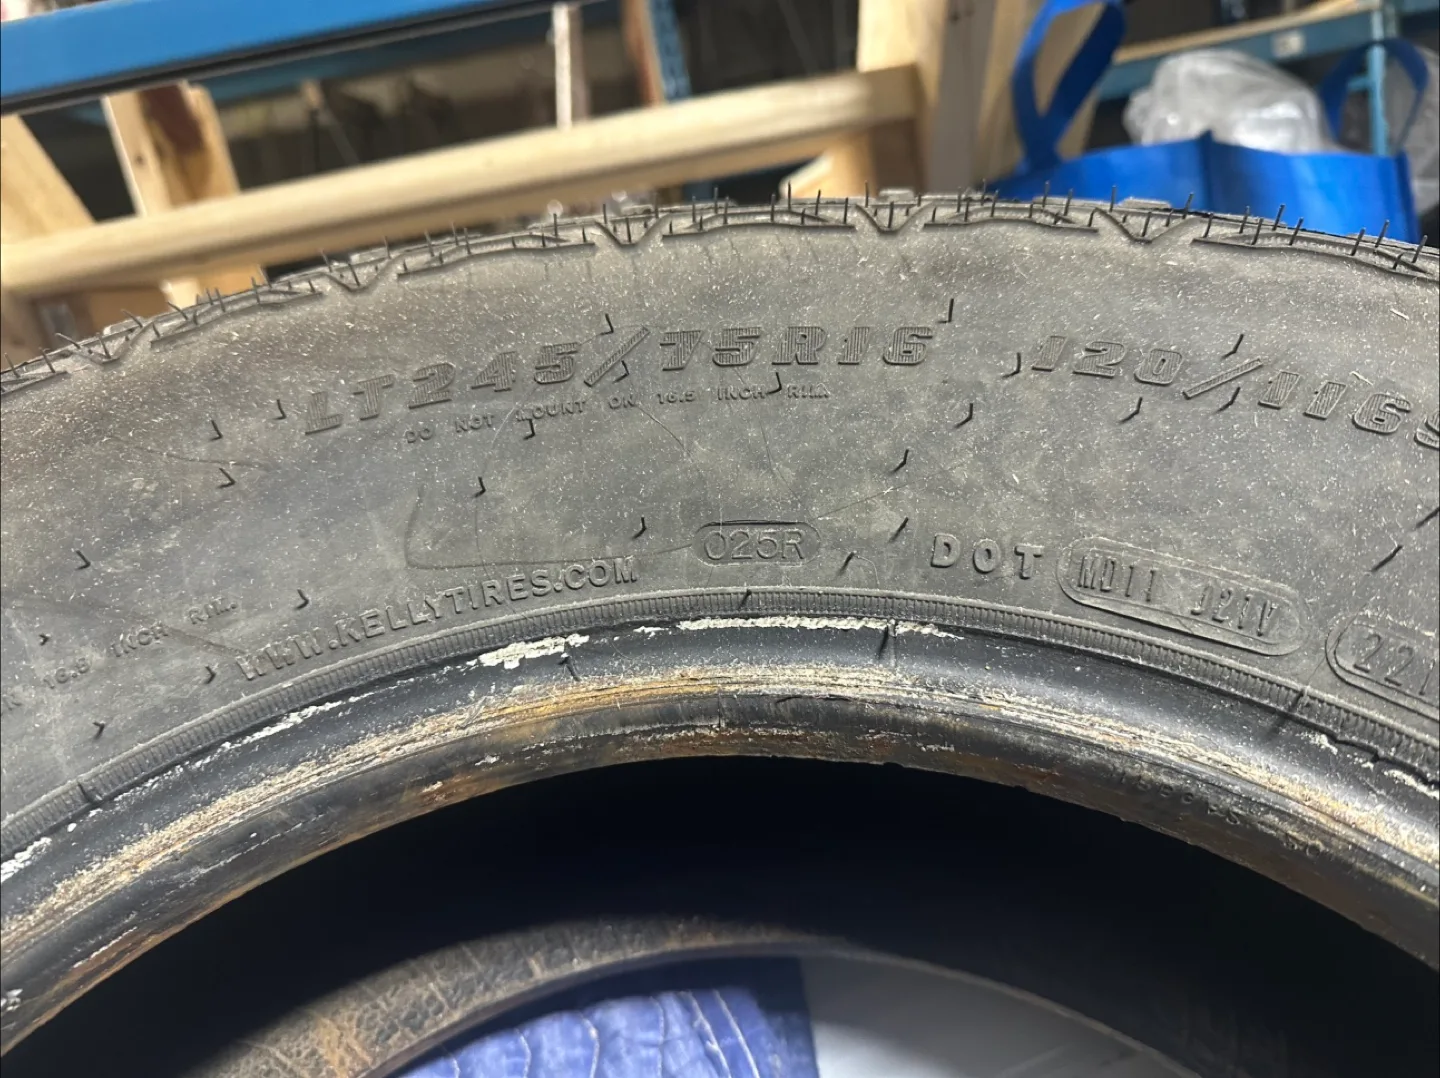 LT245/75R16 120/116
DO NOT MOUNT ON 16.5 INCH RIM.
025R
DOT MD11 J21V
WWW.KELLYTIRES.COM
16.5 INCH RIM.